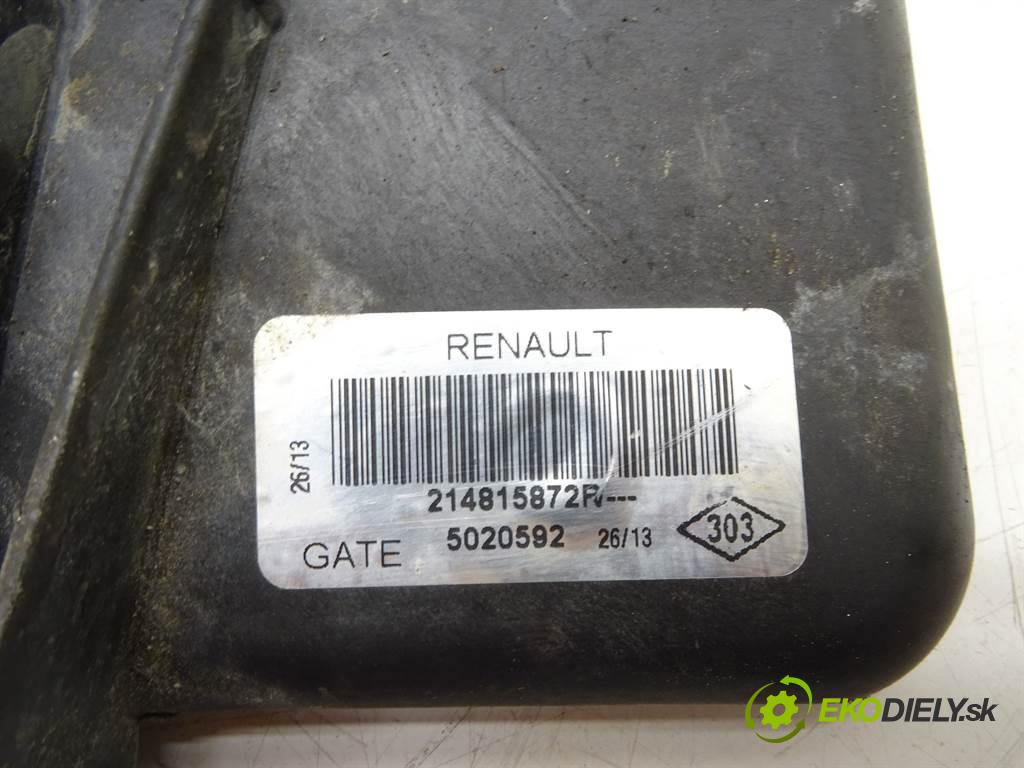 RENAULT
26/13
214815872R---
GATE 5020592 26/13 303
EKODIELY.sk